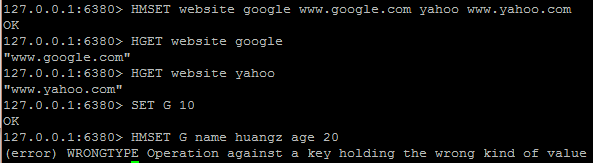 127.0.0.1:6380> HMSET website google www.google.com yahoo www.yahoo.com
OK
127.0.0.1:6380> HGET website google
"www.google.com"
127.0.0.1:6380> HGET website yahoo
"www.yahoo.com"
127.0.0.1:6380> SET G 10
OK
127.0.0.1:6380> HMSET G name huangz age 20
(error) WRONGTYPE Operation against a key holding the wrong kind of value